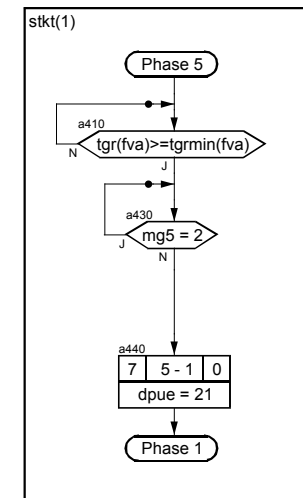 stkt(1)
Phase 5
a410
tgr(fva)>=tgrmin(fva)
N
J
a430
mg5 = 2
J
N
a440
7 5 - 1 0
dpue = 21
Phase 1